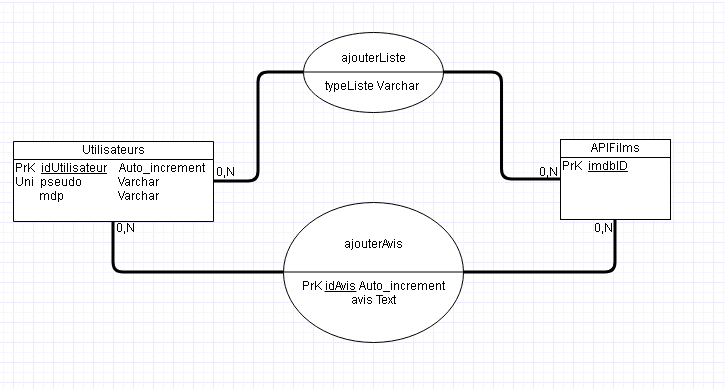 ajouterListe
typeListe Varchar
Utilisateurs
PrK idUtilisateur Auto_increment
Uni pseudo Varchar
mdp Varchar
0,N
0,N
APIFilms
PrK imdbID
0,N
0,N
ajouterAvis
PrK idAvis Auto_increment
avis Text